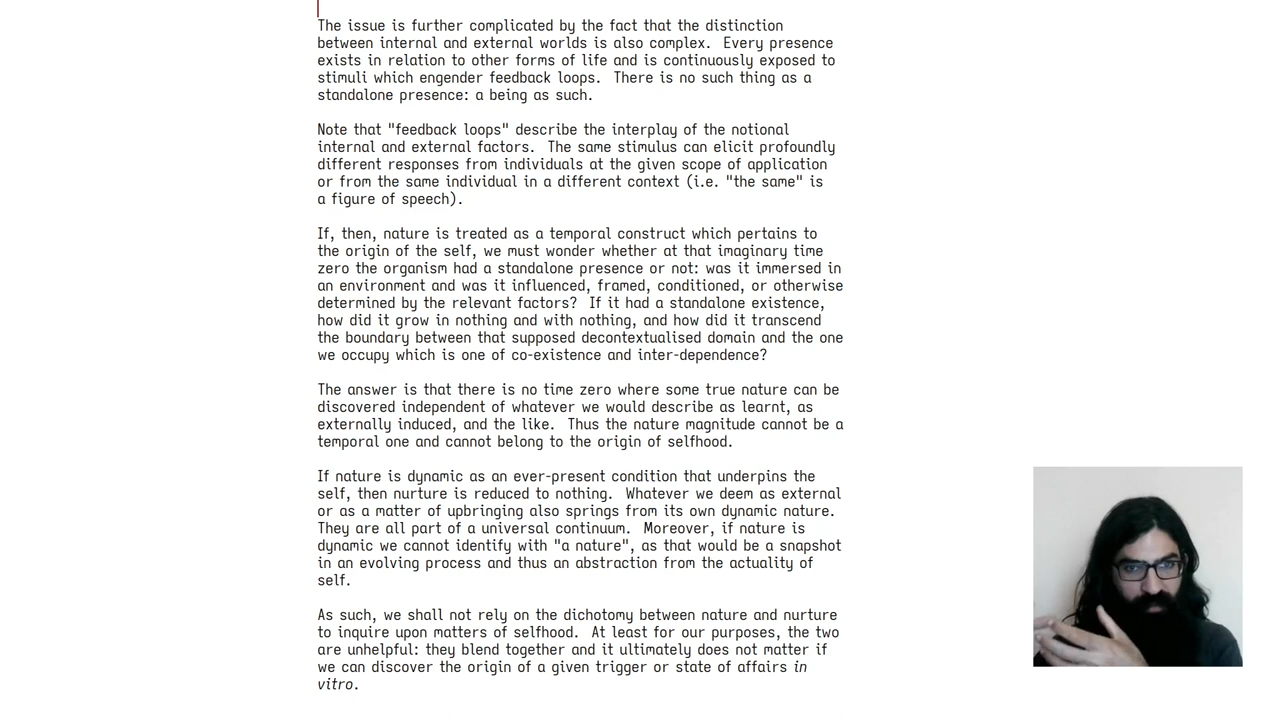 The issue is further complicated by the fact that the distinction
between internal and external worlds is also complex.  Every presence
exists in relation to other forms of life and is continuously exposed to
stimuli which engender feedback loops.  There is no such thing as a
standalone presence: a being as such.
Note that "feedback loops" describe the interplay of the notional
internal and external factors.  The same stimulus can elicit profoundly
different responses from individuals at the given scope of application
or from the same individual in a different context (i.e. "the same" is
a figure of speech).
If, then, nature is treated as a temporal construct which pertains to
the origin of the self, we must wonder whether at that imaginary time
zero the organism had a standalone presence or not: was it immersed in
an environment and was it influenced, framed, conditioned, or otherwise
determined by the relevant factors?  If it had a standalone existence,
how did it grow in nothing and with nothing, and how did it transcend
the boundary between that supposed decontextualised domain and the one
we occupy which is one of co-existence and inter-dependence?
The answer is that there is no time zero where some true nature can be
discovered independent of whatever we would describe as learnt, as
externally induced, and the like.  Thus the nature magnitude cannot be a
temporal one and cannot belong to the origin of selfhood.
If nature is dynamic as an ever-present condition that underpins the
self, then nurture is reduced to nothing.  Whatever we deem as external
or as a matter of upbringing also springs from its own dynamic nature.
They are all part of a universal continuum.  Moreover, if nature is
dynamic we cannot identify with "a nature", as that would be a snapshot
in an evolving process and thus an abstraction from the actuality of
self.
As such, we shall not rely on the dichotomy between nature and nurture
to inquire upon matters of selfhood.  At least for our purposes, the two
are unhelpful: they blend together and it ultimately does not matter if
we can discover the origin of a given trigger or state of affairs in
vitro.